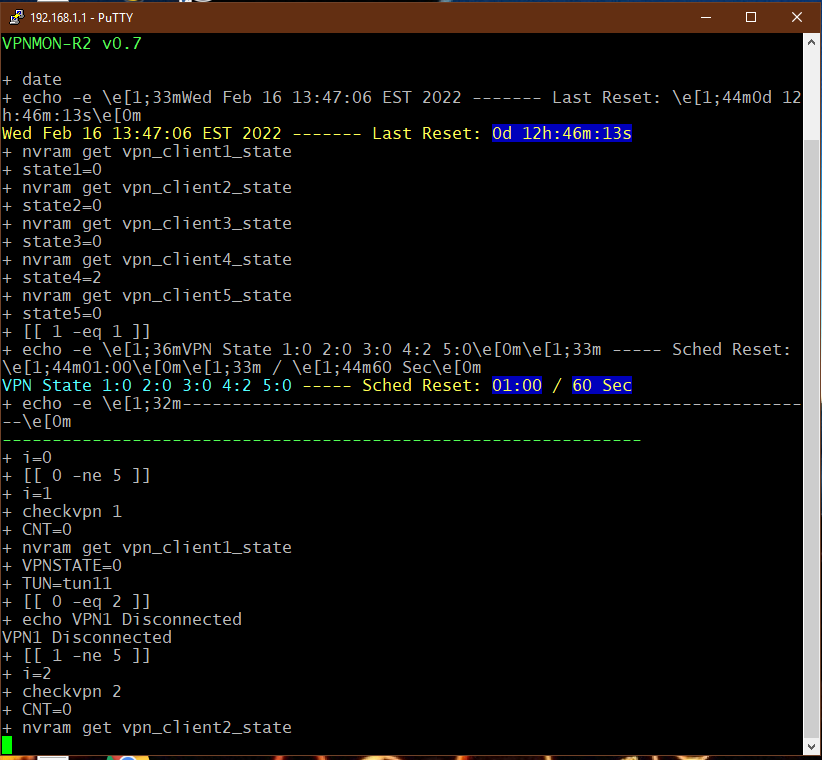 192.168.1.1 - PuTTY
VPNMON-R2 v0.7
+ date
+ echo -e \e[1;33mWed Feb 16 13:47:06 EST 2022 ------- Last Reset: \e[1;44m0d 12
h:46m:13s\e[0m
Wed Feb 16 13:47:06 EST 2022 ------- Last Reset: 0d 12h:46m:13s
+ nvram get vpn_client1_state
+ state1=0
+ nvram get vpn_client2_state
+ state2=0
+ nvram get vpn_client3_state
+ state3=0
+ nvram get vpn_client4_state
+ state4=2
+ nvram get vpn_client5_state
+ state5=0
+ [[ 1 -eq 1 ]]
+ echo -e \e[1;36mVPN State 1:0 2:0 3:0 4:2 5:0\e[0m\e[1;33m ----- Sched Reset:
\e[1;44m01:00\e[0m\e[1;33m / \e[1;44m60 Sec\e[0m
VPN State 1:0 2:0 3:0 4:2 5:0 ----- Sched Reset: 01:00 / 60 Sec
+ echo -e \e[1;32m--------------------------------------------------------------
--\e[0m
----------------------------------------------------------------
+ i=0
+ [[ 0 -ne 5 ]]
+ i=1
+ checkvpn 1
+ CNT=0
+ nvram get vpn_client1_state
+ VPNSTATE=0
+ TUN=tun11
+ [[ 0 -eq 2 ]]
+ echo VPN1 Disconnected
VPN1 Disconnected
+ [[ 1 -ne 5 ]]
+ i=2
+ checkvpn 2
+ CNT=0
+ nvram get vpn_client2_state